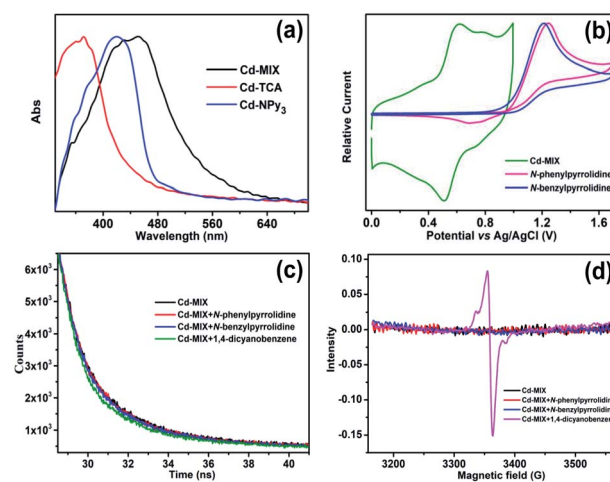 (a)
Cd-MIX
Cd-TCA
Cd-NPy₃
Abs
400 480 560 640
Wavelength (nm)
(b)
Cd-MIX
N-phenylpyrrolidine
N-benzylpyrrolidine
Relative Current
0.0 0.4 0.8 1.2 1.6
Potential vs Ag/AgCl (V)
(c)
Cd-MIX
Cd-MIX+N-phenylpyrrolidine
Cd-MIX+N-benzylpyrrolidine
Cd-MIX+1,4-dicyanobenzene
Counts
6x10³
5x10³
4x10³
3x10³
2x10³
1x10³
30 32 34 36 38 40
Time (ns)
(d)
Intensity
0.10
0.05
0.00
-0.05
-0.10
-0.15
Cd-MIX
Cd-MIX+N-phenylpyrrolidine
Cd-MIX+N-benzylpyrrolidine
Cd-MIX+1,4-dicyanobenzene
3200 3300 3400 3500
Magnetic field (G)